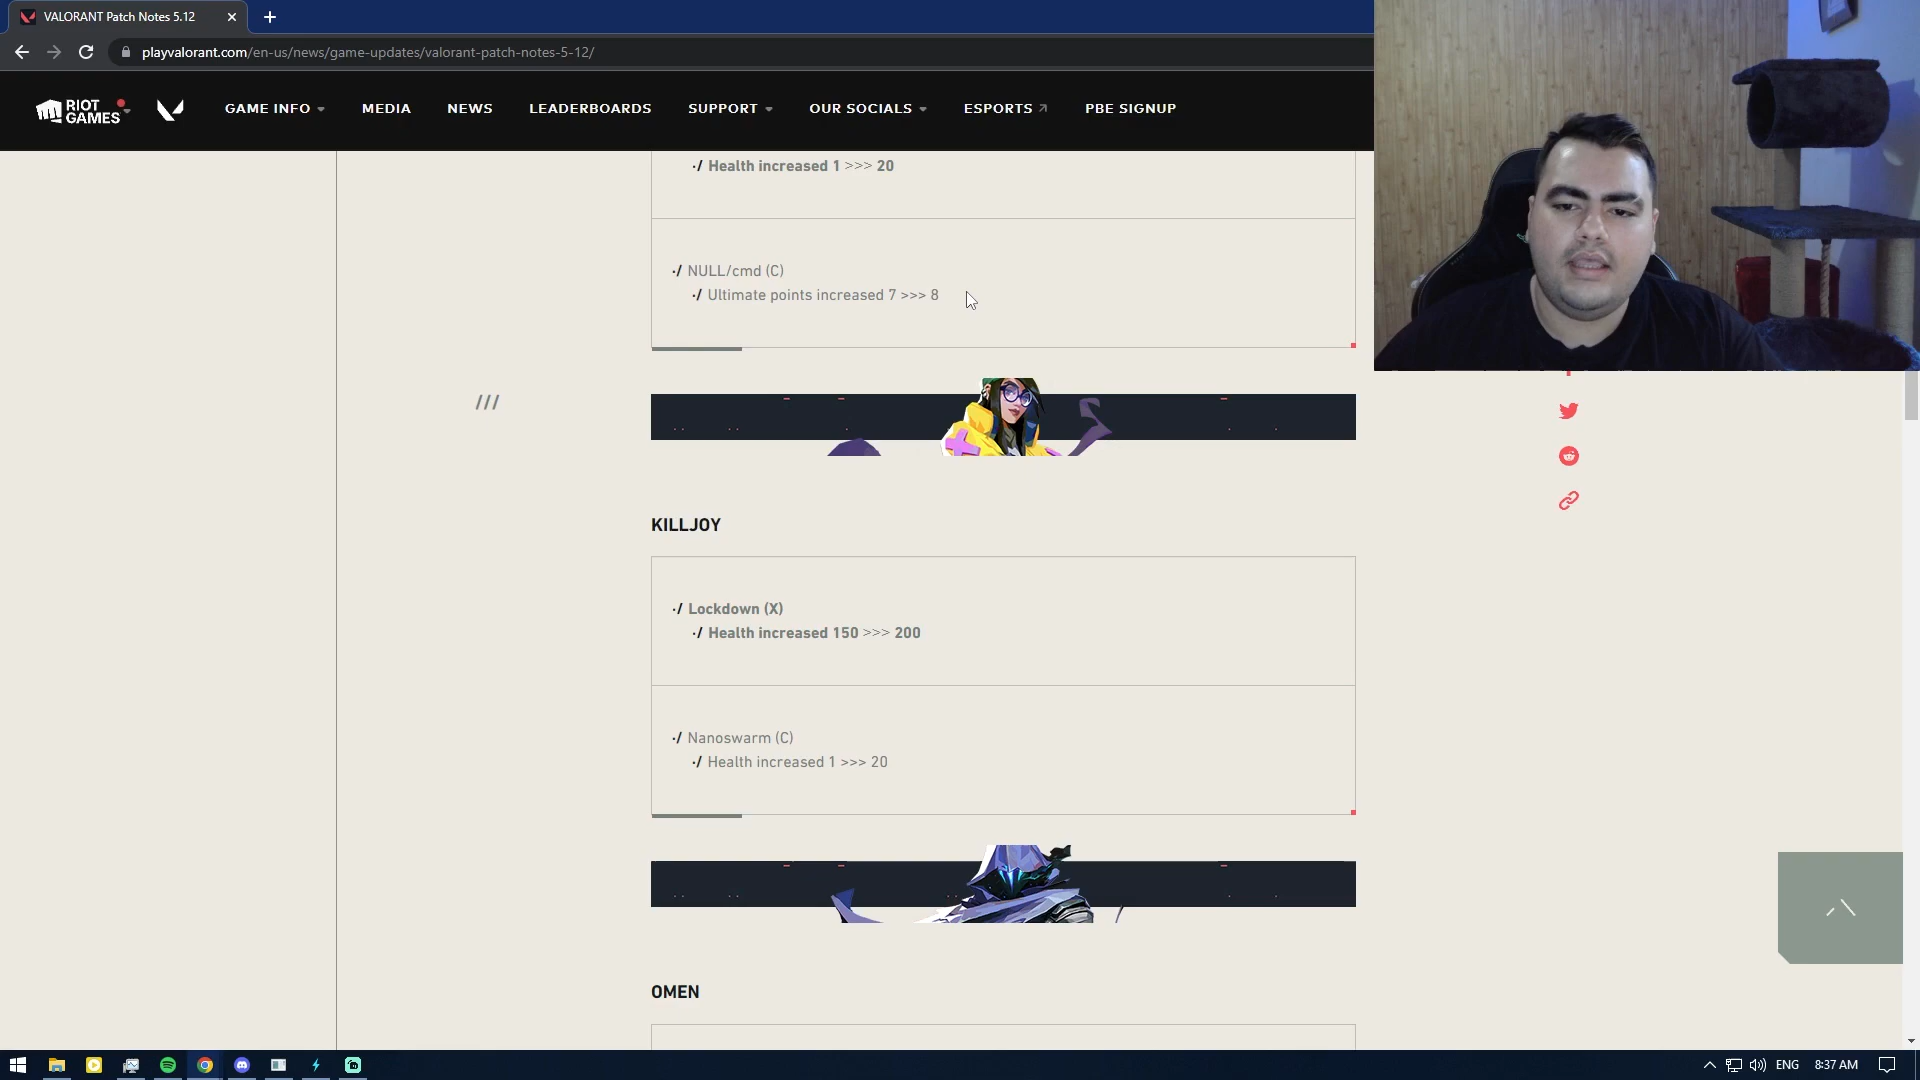 VALORANT Patch Notes 5.12
playvalorant.com/en-us/news/game-updates/valorant-patch-notes-5-12/
RIOT GAMES
GAME INFO
MEDIA
NEWS
LEADERBOARDS
SUPPORT
OUR SOCIALS
ESPORTS
PBE SIGNUP
·/ Health increased 1 >>> 20
·/ NULL/cmd (C)
·/ Ultimate points increased 7 >>> 8
///
KILLJOY
·/ Lockdown (X)
·/ Health increased 150 >>> 200
·/ Nanoswarm (C)
·/ Health increased 1 >>> 20
OMEN
ENG
8:37 AM